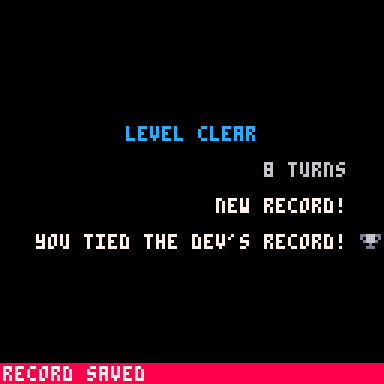 LEVEL CLEAR
8 TURNS
NEW RECORD!
YOU TIED THE DEV'S RECORD!
RECORD SAVED